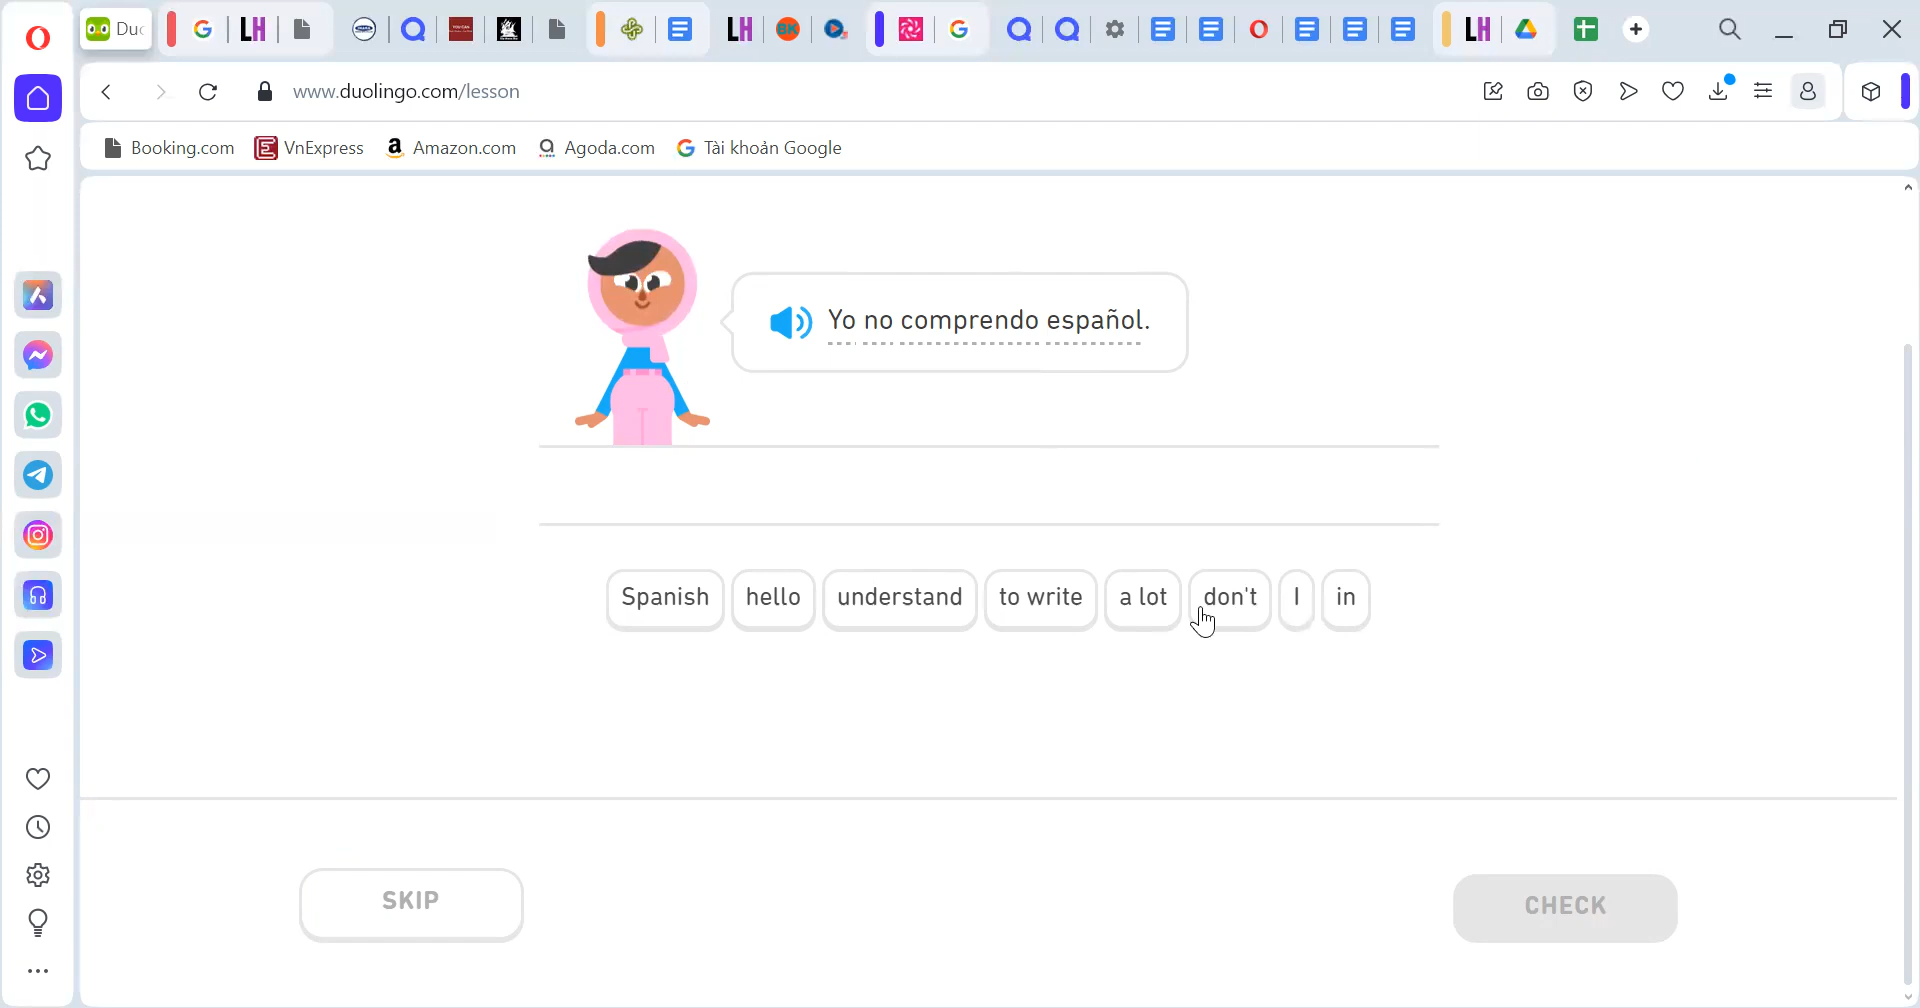 Duo
www.duolingo.com/lesson
Booking.com VnExpress Amazon.com Agoda.com Tài khoản Google
Yo no comprendo español.
Spanish hello understand to write a lot don't I in
SKIP CHECK